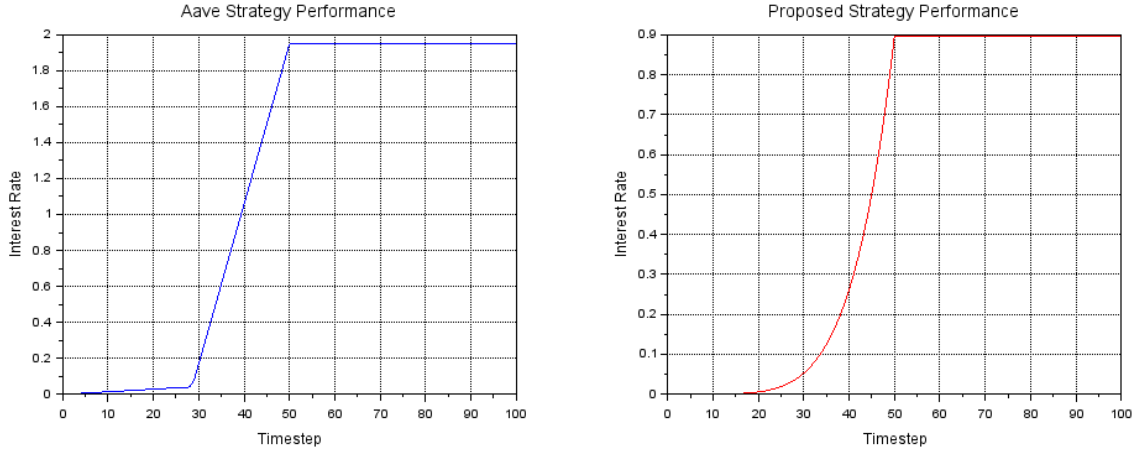 Aave Strategy Performance
2
1.8
1.6
1.4
1.2
1
0.8
0.6
0.4
0.2
0
0 10 20 30 40 50 60 70 80 90 100
Interest Rate
Timestep
Proposed Strategy Performance
0.9
0.8
0.7
0.6
0.5
0.4
0.3
0.2
0.1
0
0 10 20 30 40 50 60 70 80 90 100
Interest Rate
Timestep